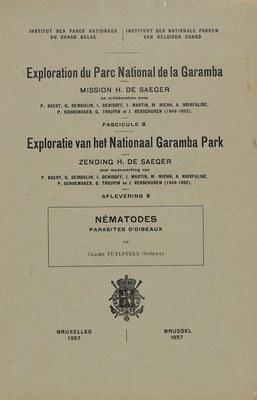 INSTITUT DES PARCS NATIONAUX
DU CONGO BELGE
INSTITUT DER NATIONALE PARKEN
VAN BELGISCH CONGO
Exploration du Parc National de la Garamba
MISSION H. DE SAEGER
en collaboration avec
P. BAERT, G. DEMOULIN, I. DENISOFF, J. MARTIN, M. MICHA, A. NOIRFALISE,
P. SCHOEMAKER, G. TROUPIN et J. VERSCHUREN (1949-1952).
FASCICULE 8
Exploratie van het Nationaal Garamba Park
ZENDING H. DE SAEGER
met medewerking van
P. BAERT, G. DEMOULIN, I. DENISOFF, J. MARTIN, M. MICHA, A. NOIRFALISE,
P. SCHOEMAKER, G. TROUPIN en J. VERSCHUREN (1949-1952).
AFLEVERING 8
NÉMATODES
PARASITES D'OISEAUX
PAR
CLAIRE VUYLSTEKE
BRUXELLES
1957
BRUSSEL
1957